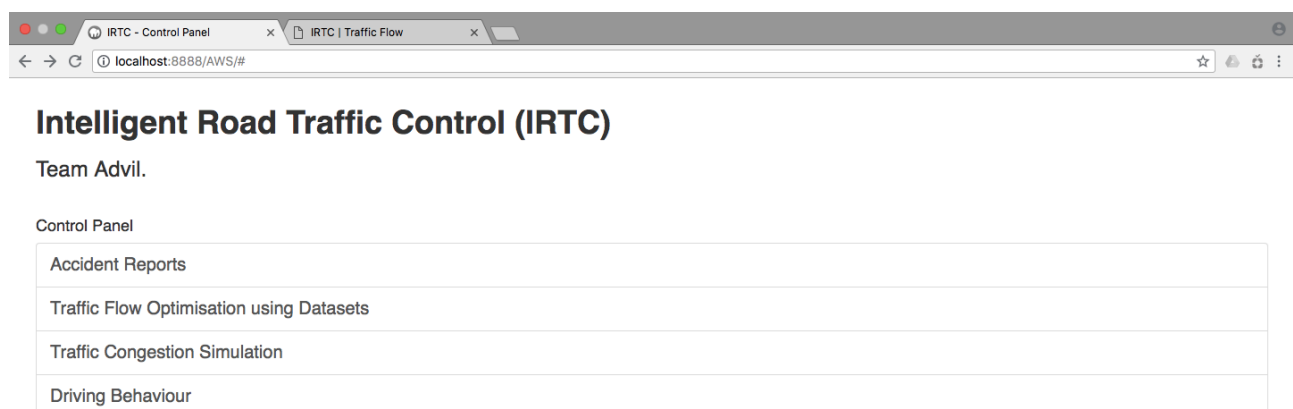 IRTC - Control Panel
IRTC | Traffic Flow
localhost:8888/AWS/#
Intelligent Road Traffic Control (IRTC)
Team Advil.
Control Panel
Accident Reports
Traffic Flow Optimisation using Datasets
Traffic Congestion Simulation
Driving Behaviour